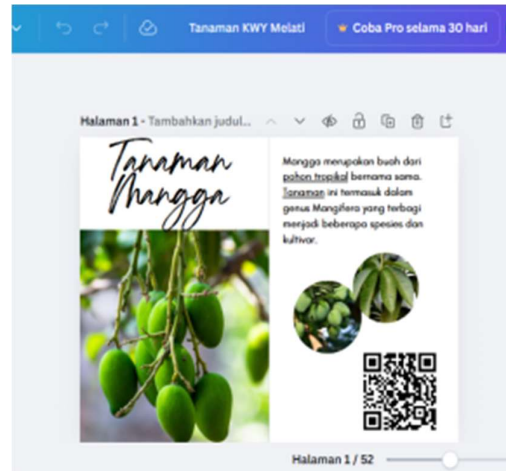 Tanaman KWY Melati
Coba Pro selama 30 hari
Halaman 1 - Tambahkan judul...
Tanaman
Mangga
Mangga merupakan buah dari
pohon tropikal bernama sama.
Tanaman ini termasuk dalam
genus Mangifera yang terbagi
menjadi beberapa spesies dan
kultivar.
Halaman 1 / 52